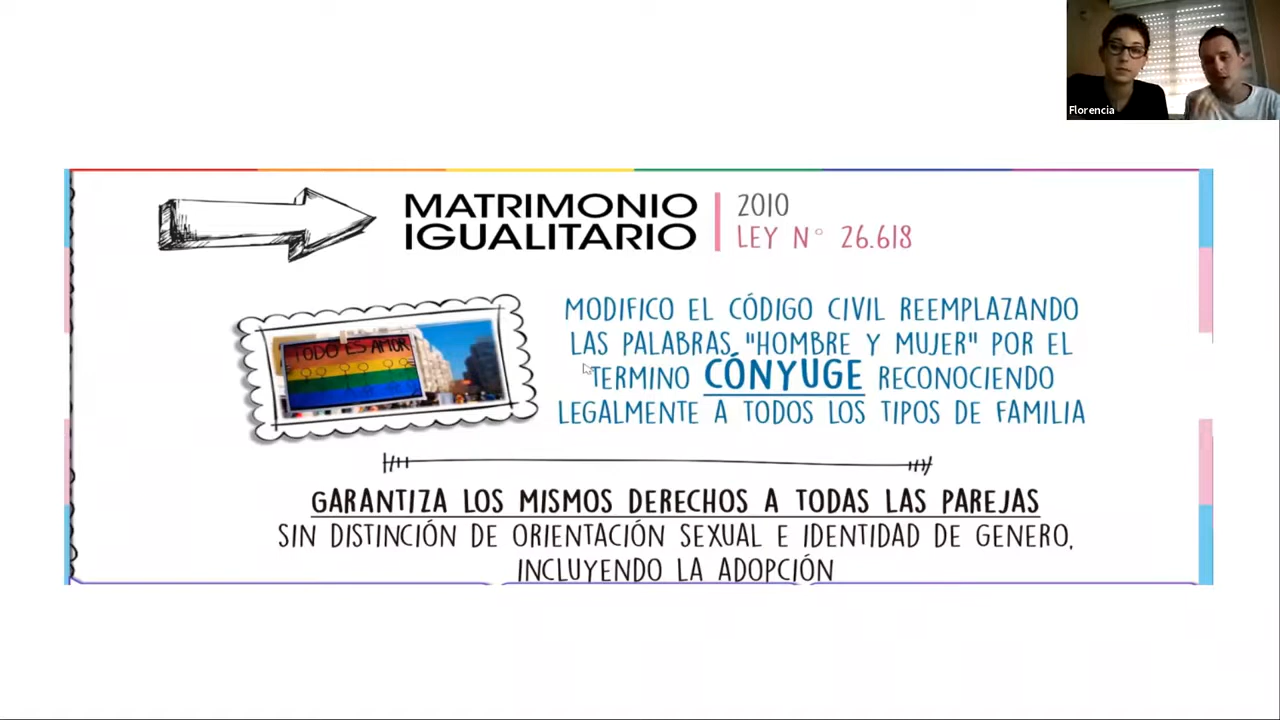 Florencia
MATRIMONIO
IGUALITARIO
2010
LEY N° 26.618
TODO ES AMOR
MODIFICO EL CÓDIGO CIVIL REEMPLAZANDO
LAS PALABRAS "HOMBRE Y MUJER" POR EL
TERMINO CÓNYUGE RECONOCIENDO
LEGALMENTE A TODOS LOS TIPOS DE FAMILIA
GARANTIZA LOS MISMOS DERECHOS A TODAS LAS PAREJAS
SIN DISTINCIÓN DE ORIENTACIÓN SEXUAL E IDENTIDAD DE GENERO,
INCLUYENDO LA ADOPCIÓN